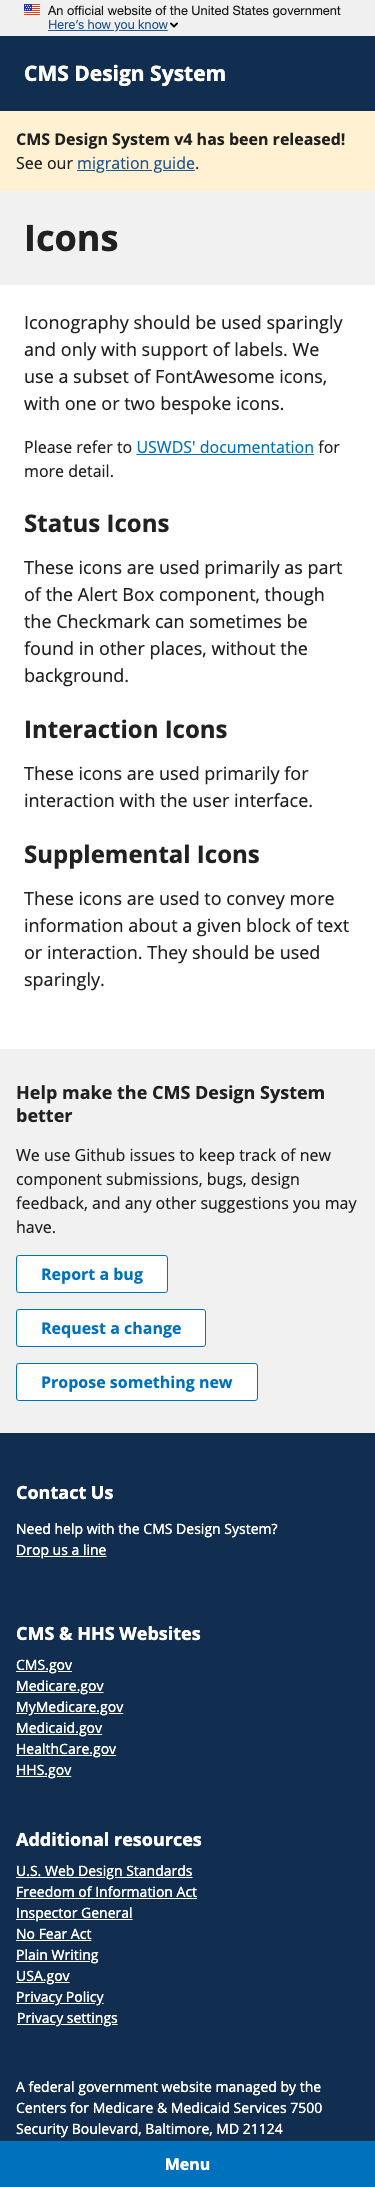 An official website of the United States government
Here's how you know
CMS Design System
CMS Design System v4 has been released!
See our migration guide.
Icons
Iconography should be used sparingly
and only with support of labels. We
use a subset of FontAwesome icons,
with one or two bespoke icons.
Please refer to USWDS' documentation for
more detail.
Status Icons
These icons are used primarily as part
of the Alert Box component, though
the Checkmark can sometimes be
found in other places, without the
background.
Interaction Icons
These icons are used primarily for
interaction with the user interface.
Supplemental Icons
These icons are used to convey more
information about a given block of text
or interaction. They should be used
sparingly.
Help make the CMS Design System
better
We use Github issues to keep track of new
component submissions, bugs, design
feedback, and any other suggestions you may
have.
Report a bug
Request a change
Propose something new
Contact Us
Need help with the CMS Design System?
Drop us a line
CMS & HHS Websites
CMS.gov
Medicare.gov
MyMedicare.gov
Medicaid.gov
HealthCare.gov
HHS.gov
Additional resources
U.S. Web Design Standards
Freedom of Information Act
Inspector General
No Fear Act
Plain Writing
USA.gov
Privacy Policy
Privacy settings
A federal government website managed by the
Centers for Medicare & Medicaid Services 7500
Security Boulevard, Baltimore, MD 21124
Menu